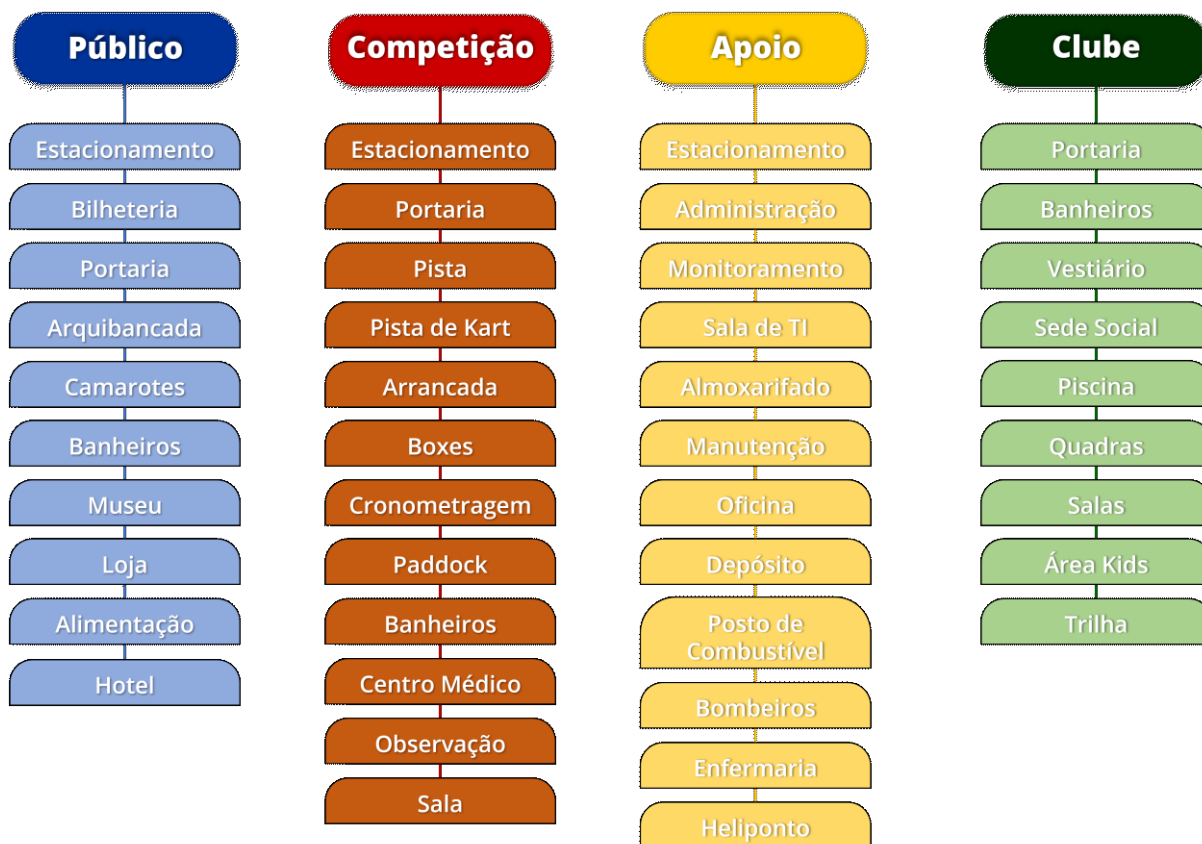 Público
Estacionamento
Bilheteria
Portaria
Arquibancada
Camarotes
Banheiros
Museu
Loja
Alimentação
Hotel
Competição
Estacionamento
Portaria
Pista
Pista de Kart
Arrancada
Boxes
Cronometragem
Paddock
Banheiros
Centro Médico
Observação
Sala
Apoio
Estacionamento
Administração
Monitoramento
Sala de TI
Almoxarifado
Manutenção
Oficina
Depósito
Posto de
Combustível
Bombeiros
Enfermaria
Heliponto
Clube
Portaria
Banheiros
Vestiário
Sede Social
Piscina
Quadras
Salas
Área Kids
Trilha